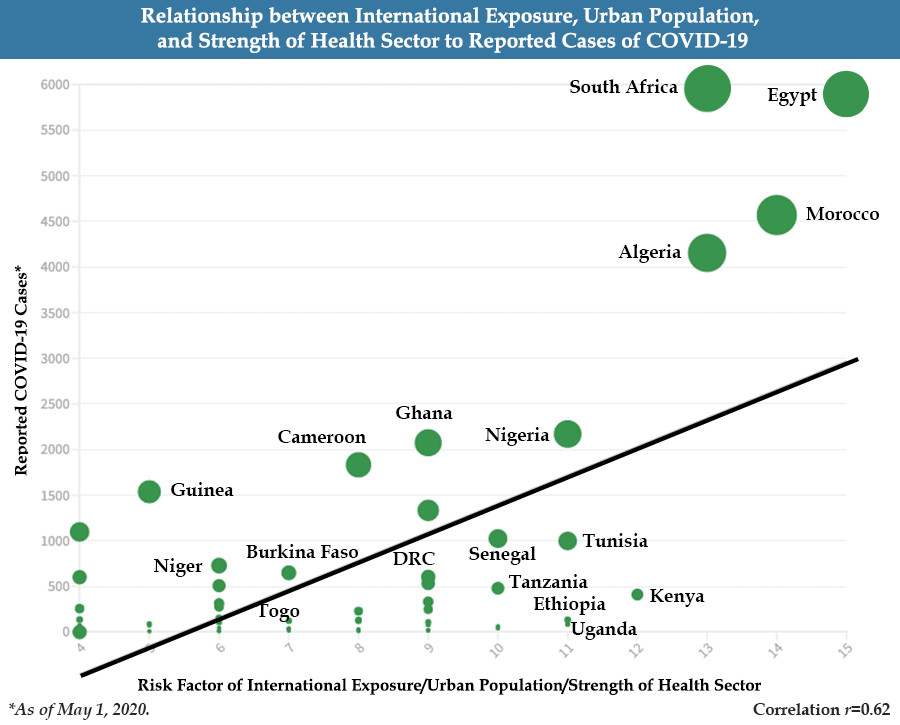 Relationship between International Exposure, Urban Population,
and Strength of Health Sector to Reported Cases of COVID-19
6000
5500
5000
4500
4000
3500
3000
2500
2000
1500
1000
500
0
Reported COVID-19 Cases*
South Africa
Egypt
Morocco
Algeria
Ghana
Cameroon
Nigeria
Guinea
Niger
Burkina Faso
DRC
Senegal
Tunisia
Tanzania
Kenya
Togo
Ethiopia
Uganda
4
5
6
7
8
9
10
11
12
13
14
15
Risk Factor of International Exposure/Urban Population/Strength of Health Sector
*As of May 1, 2020.
Correlation r=0.62